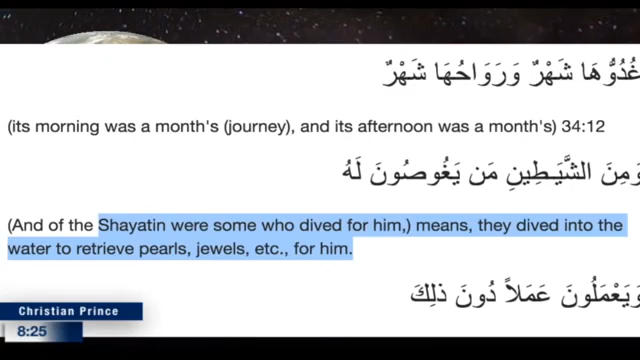 غُدُوُّهَا شَهْرٌ وَرَوَاحُهَا شَهْرٌ
(its morning was a month's (journey), and its afternoon was a month's) 34:12
وَمِنَ الشَّيَـطِينِ مَن يَغُوصُونَ لَهُ
(And of the Shayatin were some who dived for him,) means, they dived into the
water to retrieve pearls, jewels, etc., for him.
وَيَعْمَلُونَ عَمَلاً دُونَ ذلِكَ
Christian Prince
8:25